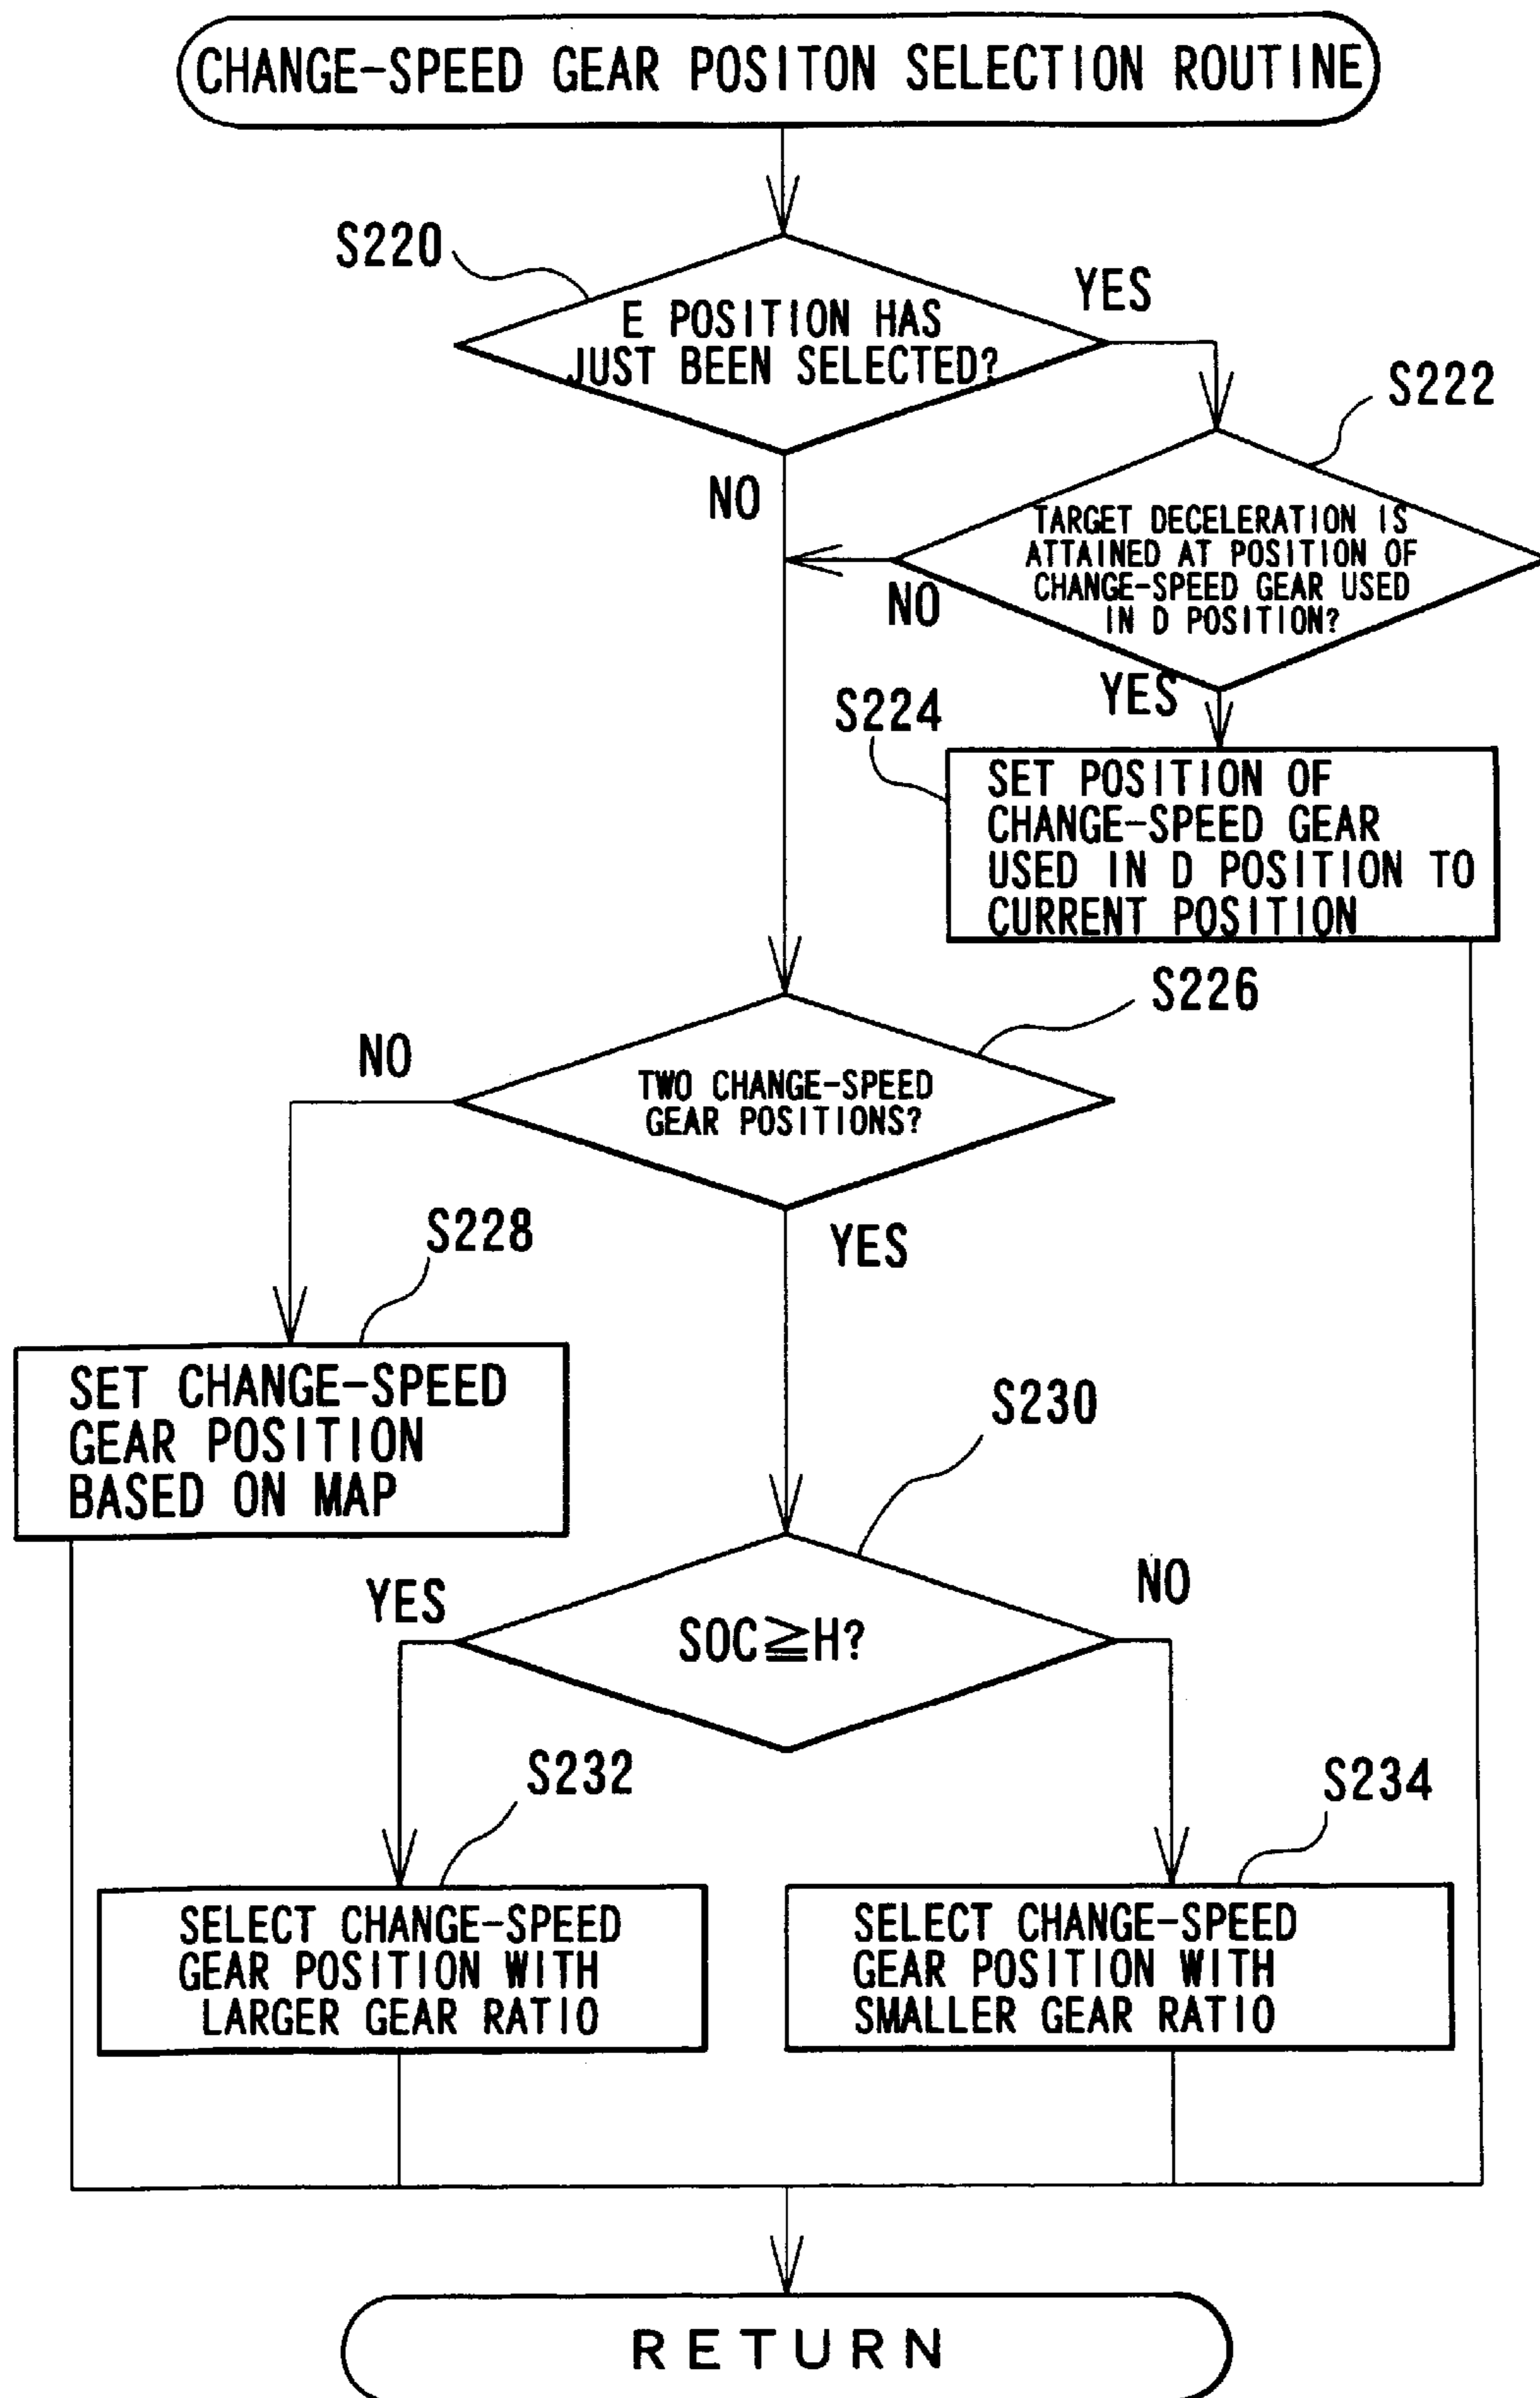 CHANGE-SPEED GEAR POSITON SELECTION ROUTINE
S220
E POSITION HAS
JUST BEEN SELECTED?
YES
NO
S222
TARGET DECELERATION IS
ATTAINED AT POSITION OF
CHANGE-SPEED GEAR USED
IN D POSITION?
NO
YES
S224
SET POSITION OF
CHANGE-SPEED GEAR
USED IN D POSITION TO
CURRENT POSITION
S226
TWO CHANGE-SPEED
GEAR POSITIONS?
NO
YES
S228
SET CHANGE-SPEED
GEAR POSITION
BASED ON MAP
S230
SOC≧H?
YES
NO
S232
SELECT CHANGE-SPEED
GEAR POSITION WITH
LARGER GEAR RATIO
S234
SELECT CHANGE-SPEED
GEAR POSITION WITH
SMALLER GEAR RATIO
RETURN